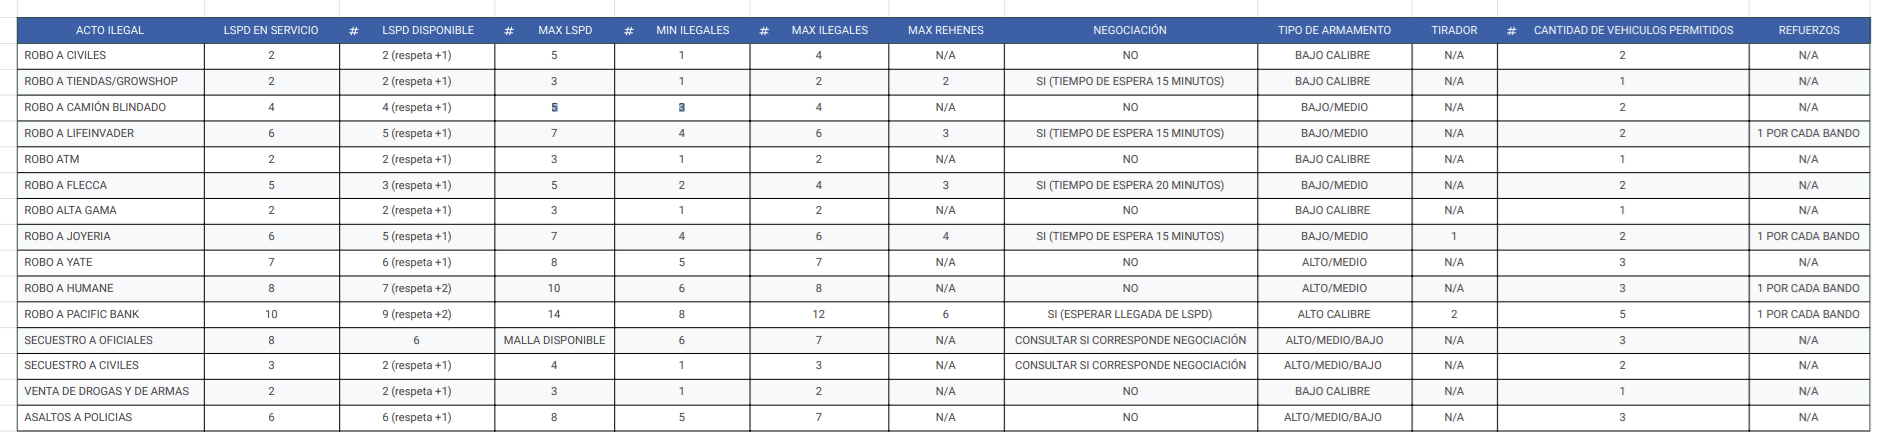 ACTO ILEGAL LSPD EN SERVICIO # LSPD DISPONIBLE # MAX LSPD # MIN ILEGALES # MAX ILEGALES MAX REHENES NEGOCIACIÓN TIPO DE ARMAMENTO TIRADOR # CANTIDAD DE VEHICULOS PERMITIDOS REFUERZOS
ROBO A CIVILES 2 2 (respeta +1) 5 1 4 N/A NO BAJO CALIBRE N/A 2 N/A
ROBO A TIENDAS/GROWSHOP 2 2 (respeta +1) 3 1 2 2 SI (TIEMPO DE ESPERA 15 MINUTOS) BAJO CALIBRE N/A 1 N/A
ROBO A CAMIÓN BLINDADO 4 4 (respeta +1) 5 3 4 N/A NO BAJO/MEDIO N/A 2 N/A
ROBO A LIFEINVADER 6 5 (respeta +1) 7 4 6 3 SI (TIEMPO DE ESPERA 15 MINUTOS) BAJO/MEDIO N/A 2 1 POR CADA BANDO
ROBO ATM 2 2 (respeta +1) 3 1 2 N/A NO BAJO CALIBRE N/A 1 N/A
ROBO A FLECCA 5 3 (respeta +1) 5 2 4 3 SI (TIEMPO DE ESPERA 20 MINUTOS) BAJO/MEDIO N/A 2 N/A
ROBO ALTA GAMA 2 2 (respeta +1) 3 1 2 N/A NO BAJO CALIBRE N/A 1 N/A
ROBO A JOYERIA 6 5 (respeta +1) 7 4 6 4 SI (TIEMPO DE ESPERA 15 MINUTOS) BAJO/MEDIO 1 2 1 POR CADA BANDO
ROBO A YATE 7 6 (respeta +1) 8 5 7 N/A NO ALTO/MEDIO N/A 3 N/A
ROBO A HUMANE 8 7 (respeta +2) 10 6 8 N/A NO ALTO/MEDIO N/A 3 1 POR CADA BANDO
ROBO A PACIFIC BANK 10 9 (respeta +2) 14 8 12 6 SI (ESPERAR LLEGADA DE LSPD) ALTO CALIBRE 2 5 1 POR CADA BANDO
SECUESTRO A OFICIALES 8 6 MALLA DISPONIBLE 6 7 N/A CONSULTAR SI CORRESPONDE NEGOCIACIÓN ALTO/MEDIO/BAJO N/A 3 N/A
SECUESTRO A CIVILES 3 2 (respeta +1) 4 1 3 N/A CONSULTAR SI CORRESPONDE NEGOCIACIÓN ALTO/MEDIO/BAJO N/A 2 N/A
VENTA DE DROGAS Y DE ARMAS 2 2 (respeta +1) 3 1 2 N/A NO BAJO CALIBRE N/A 1 N/A
ASALTOS A POLICIAS 6 6 (respeta +1) 8 5 7 N/A NO ALTO/MEDIO/BAJO N/A 3 N/A